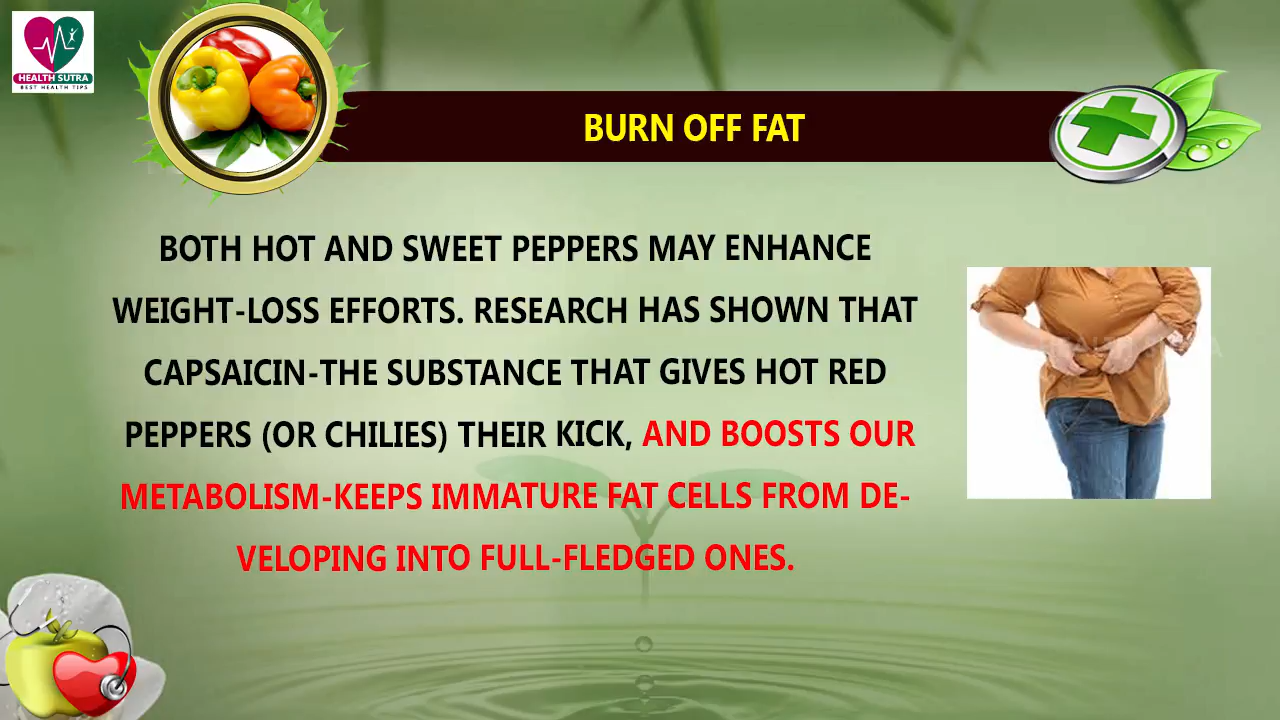 HEALTH SUTRA
BEST HEALTH TIPS
BURN OFF FAT
BOTH HOT AND SWEET PEPPERS MAY ENHANCE
WEIGHT-LOSS EFFORTS. RESEARCH HAS SHOWN THAT
CAPSAICIN-THE SUBSTANCE THAT GIVES HOT RED
PEPPERS (OR CHILIES) THEIR KICK, AND BOOSTS OUR
METABOLISM-KEEPS IMMATURE FAT CELLS FROM DE-
VELOPING INTO FULL-FLEDGED ONES.